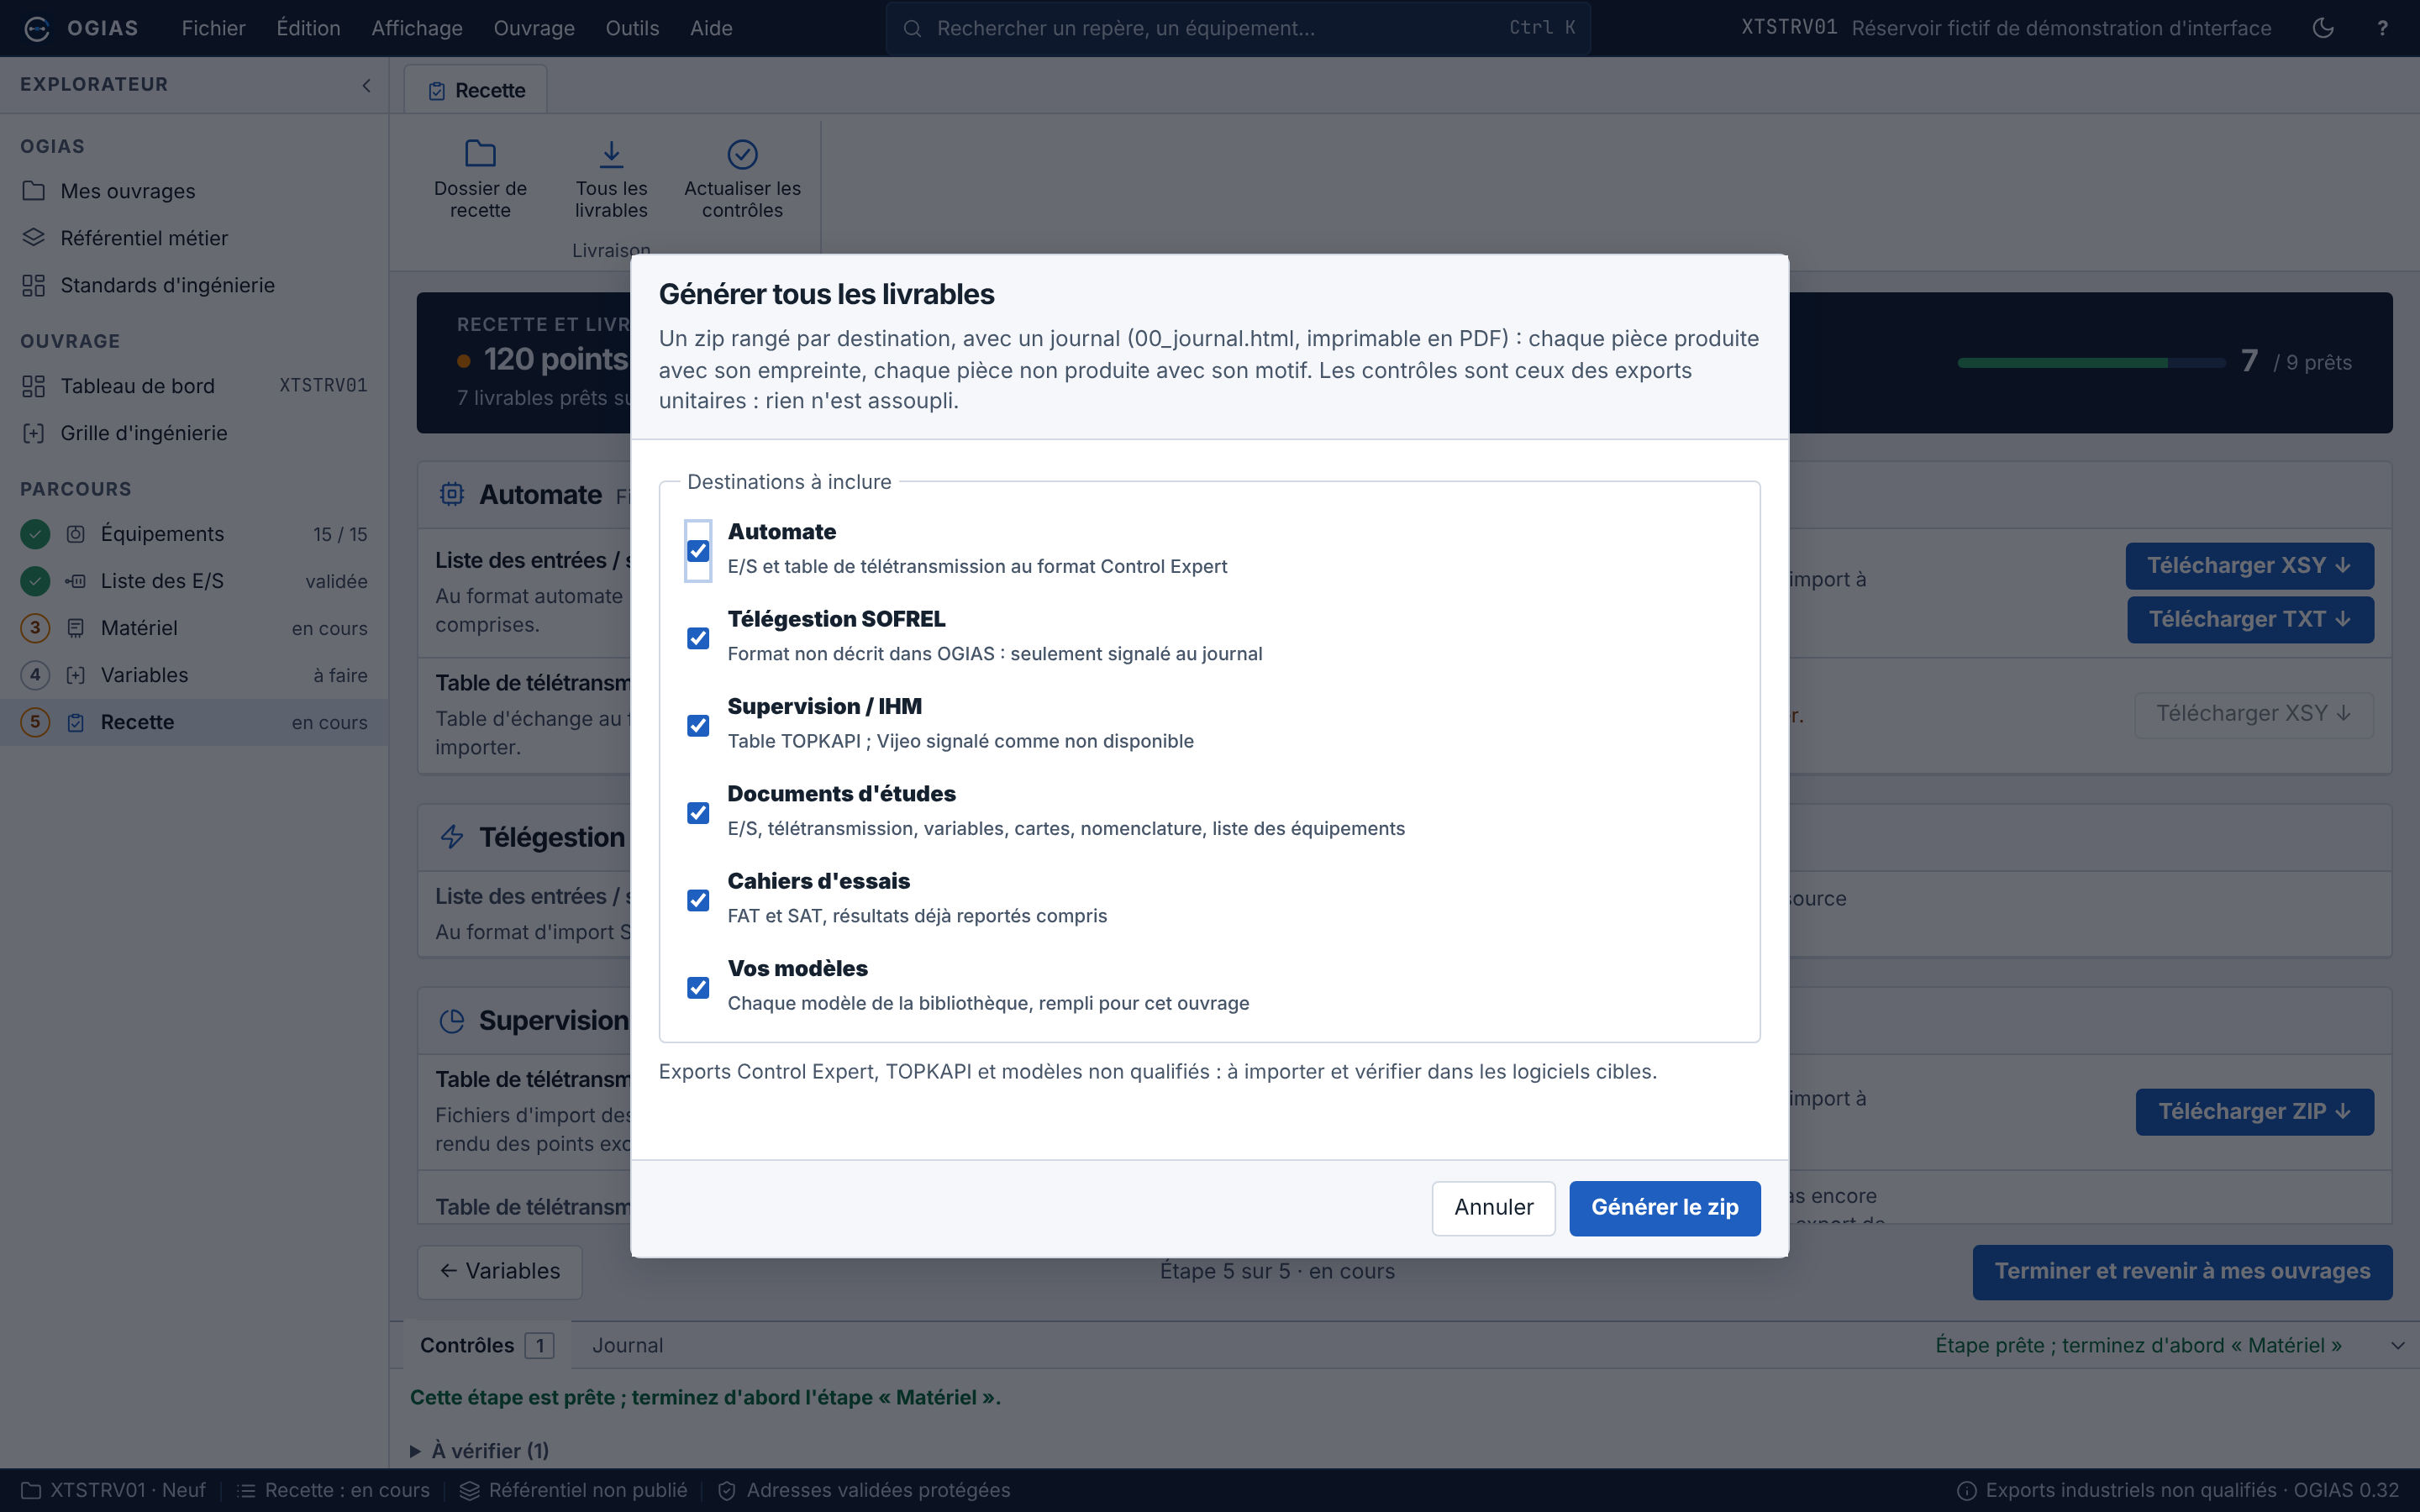 OGIAS
Fichier Édition Affichage Ouvrage Outils Aide
Rechercher un repère, un équipement... Ctrl K
XTSTRV01 Réservoir fictif de démonstration d'interface ?
EXPLORATEUR
OGIAS
Mes ouvrages
Référentiel métier
Standards d'ingénierie
OUVRAGE
Tableau de bord XTSTRV01
Grille d'ingénierie
PARCOURS
Équipements 15 / 15
Liste des E/S validée
3 Matériel en cours
4 Variables à faire
5 Recette en cours
Recette
Dossier de recette
Tous les livrables
Actualiser les contrôles
Livraison
RECETTE ET LIVR
120 points
7 livrables prêts su
7 / 9 prêts
Automate Fi
Liste des entrées / s
Au format automate
comprises.
import à
Télécharger XSY ↓
Télécharger TXT ↓
Table de télétransm
Table d'échange au f
importer.
r.
Télécharger XSY ↓
Télégestion
Liste des entrées / s
Au format d'import S
source
Supervision
Table de télétransm
Fichiers d'import des
rendu des points exc
import à
Télécharger ZIP ↓
Table de télétransm
as encore
export de
Générer tous les livrables
Un zip rangé par destination, avec un journal (00_journal.html, imprimable en PDF) : chaque pièce produite
avec son empreinte, chaque pièce non produite avec son motif. Les contrôles sont ceux des exports
unitaires : rien n'est assoupli.
Destinations à inclure
Automate
E/S et table de télétransmission au format Control Expert
Télégestion SOFREL
Format non décrit dans OGIAS : seulement signalé au journal
Supervision / IHM
Table TOPKAPI ; Vijeo signalé comme non disponible
Documents d'études
E/S, télétransmission, variables, cartes, nomenclature, liste des équipements
Cahiers d'essais
FAT et SAT, résultats déjà reportés compris
Vos modèles
Chaque modèle de la bibliothèque, rempli pour cet ouvrage
Exports Control Expert, TOPKAPI et modèles non qualifiés : à importer et vérifier dans les logiciels cibles.
Annuler Générer le zip
← Variables
Étape 5 sur 5 · en cours
Terminer et revenir à mes ouvrages
Contrôles 1 Journal
Étape prête ; terminez d'abord « Matériel »
Cette étape est prête ; terminez d'abord l'étape « Matériel ».
À vérifier (1)
XTSTRV01 · Neuf Recette : en cours Référentiel non publié Adresses validées protégées
Exports industriels non qualifiés · OGIAS 0.32